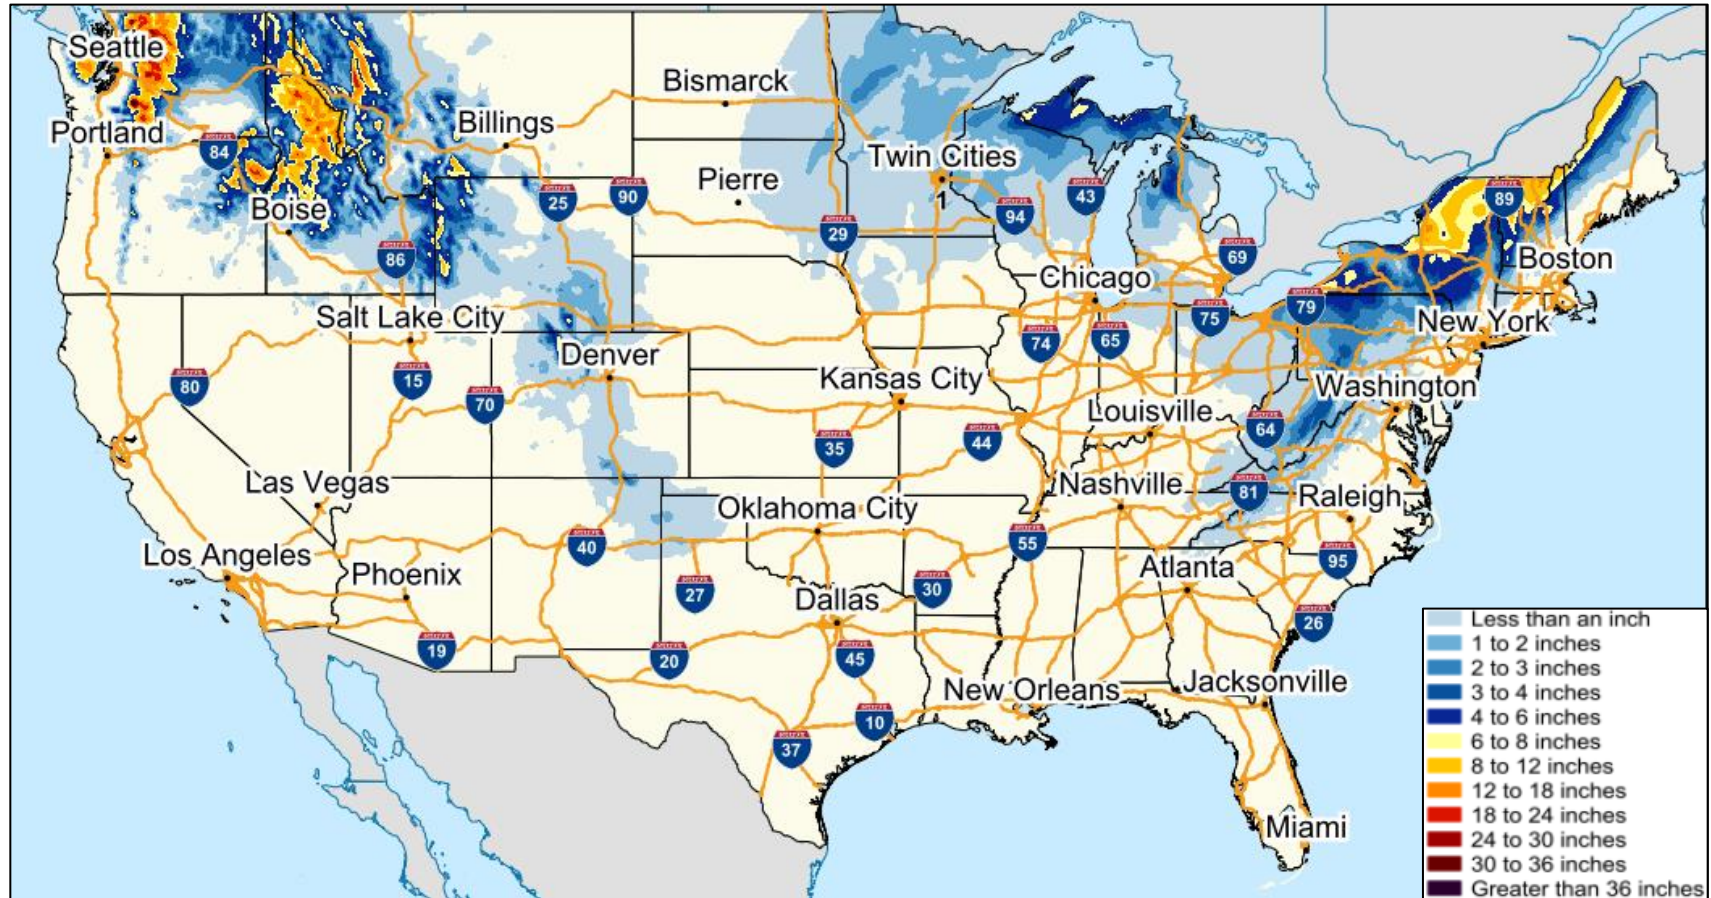 Seattle
Bismarck
Billings
Portland
84
Twin Cities
Pierre
25
90
1
94
43
89
Boise
29
69
86
Boston
Chicago
79
Salt Lake City
75
New York
74
65
Denver
80
15
Kansas City
Washington
70
Louisville
64
35
44
Las Vegas
Nashville
81
Raleigh
Oklahoma City
40
55
Los Angeles
95
Phoenix
Atlanta
27
30
Dallas
26
19
20
45
New Orleans
Jacksonville
10
37
Miami
Less than an inch
1 to 2 inches
2 to 3 inches
3 to 4 inches
4 to 6 inches
6 to 8 inches
8 to 12 inches
12 to 18 inches
18 to 24 inches
24 to 30 inches
30 to 36 inches
Greater than 36 inches